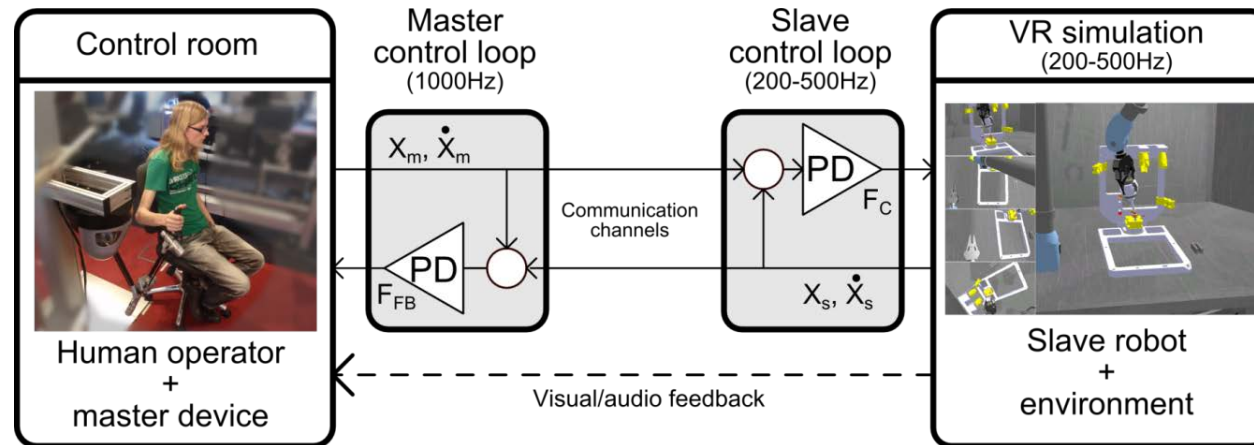 Control room
Human operator
+
master device
Master
control loop
(1000Hz)
Xm, Ẋm
PD
FFB
Communication
channels
Slave
control loop
(200-500Hz)
PD
FC
Xs, Ẋs
Visual/audio feedback
VR simulation
(200-500Hz)
Slave robot
+
environment